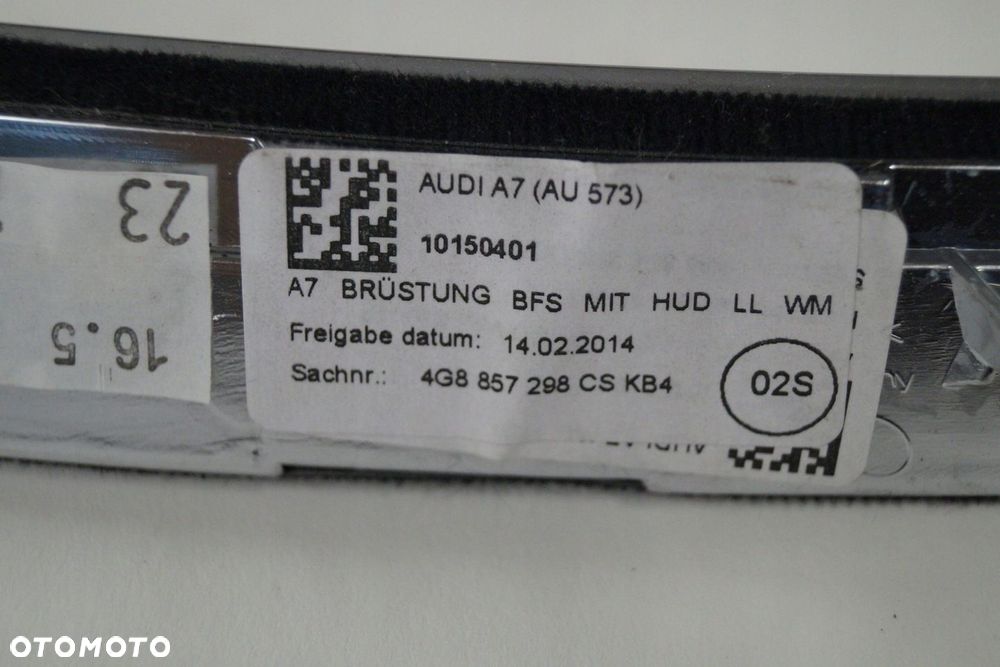 AUDI A7 (AU 573)
10150401
A7 BRÜSTUNG BFS MIT HUD LL WM
Freigabe datum: 14.02.2014
Sachnr.: 4G8 857 298 CS KB4
02S
23
16.5
OTOMOTO